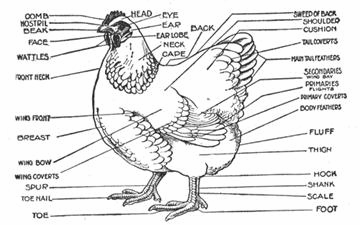 COMB
NOSTRIL
BEAK
FACE
WATTLES
FRONT NECK
WING FRONT
BREAST
WING BOW
WING COVERTS
SPUR
TOE NAIL
TOE
HEAD
EYE
EAR
EAR LOBE
NECK
CAPE
BACK
SWEED OF BACK
SHOULDER
CUSHION
TAIL COVERTS
MAIN TAIL FEATHERS
SECONDARIES
WING BAY
PRIMARIES
FLIGHTS
PRIMARY COVERTS
BODY FEATHERS
FLUFF
THIGH
HOCK
SHANK
SCALE
FOOT